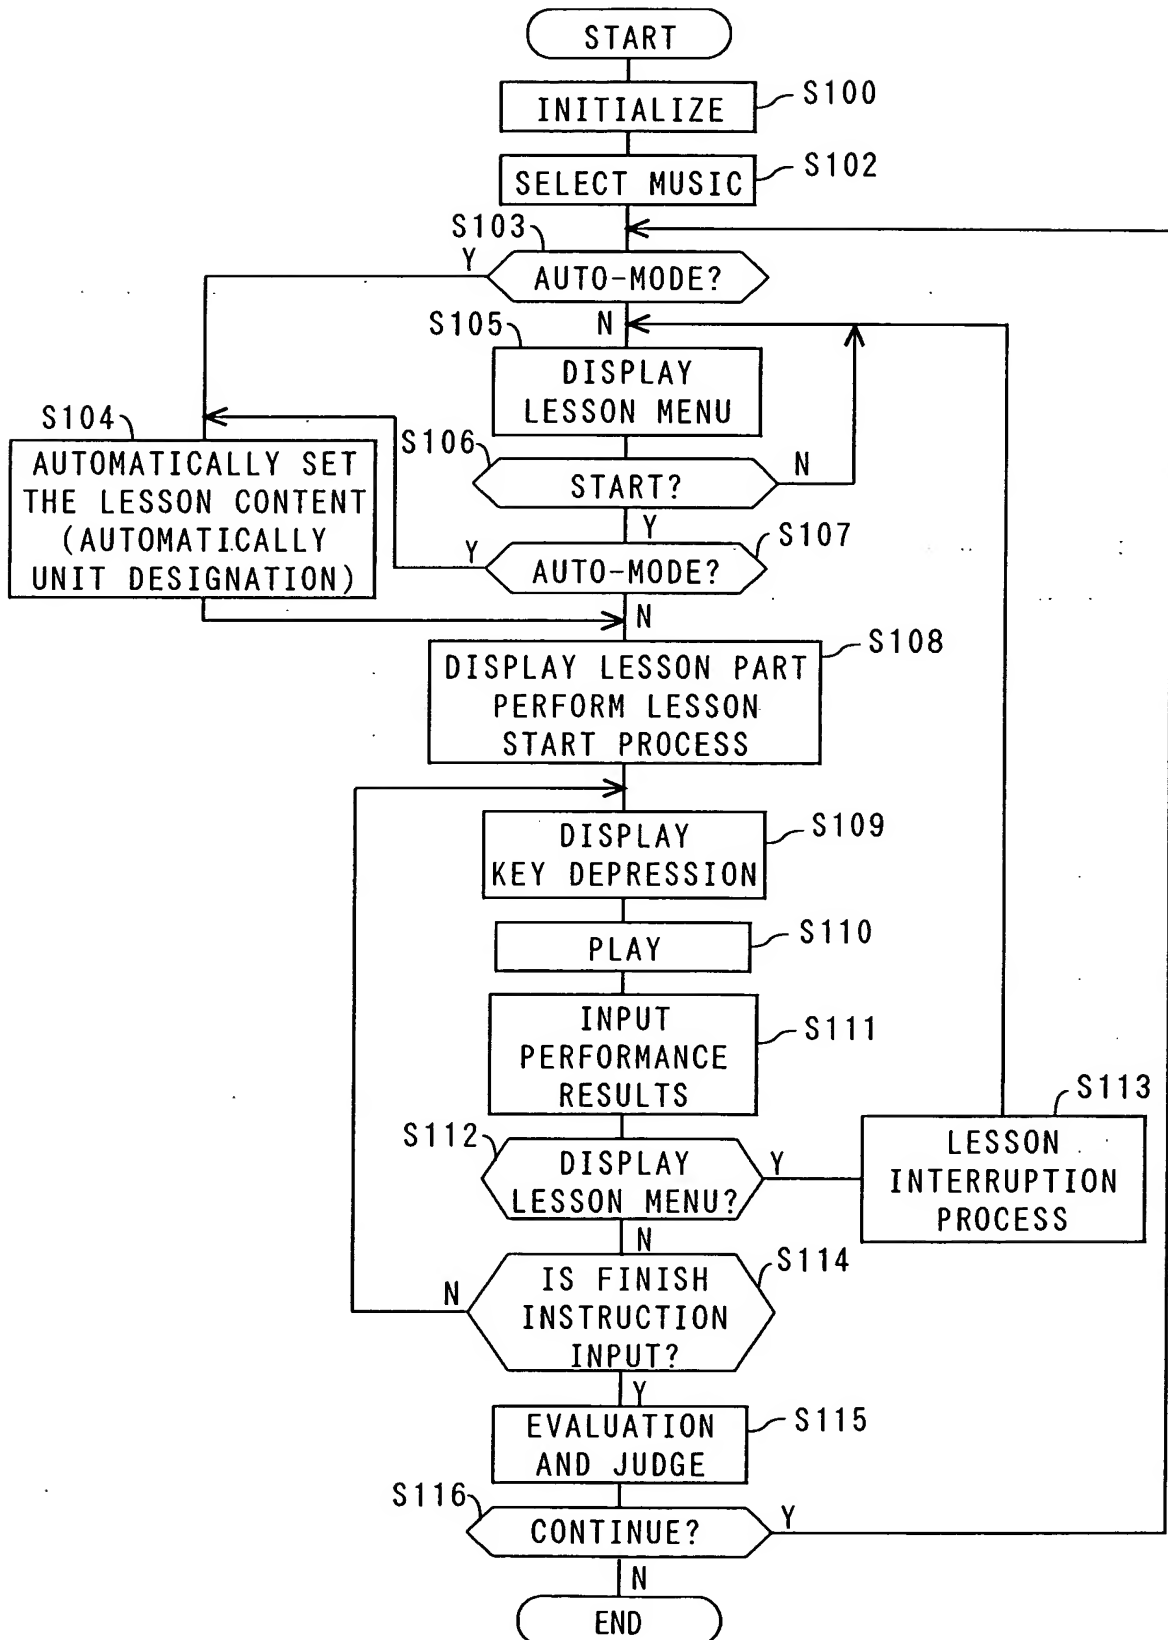 START
INITIALIZE
S100
SELECT MUSIC
S102
S103
Y
AUTO-MODE?
N
S105
DISPLAY
LESSON MENU
S104
AUTOMATICALLY SET
THE LESSON CONTENT
(AUTOMATICALLY
UNIT DESIGNATION)
S106
START?
N
Y
S107
Y
AUTO-MODE?
N
S108
DISPLAY LESSON PART
PERFORM LESSON
START PROCESS
DISPLAY
KEY DEPRESSION
S109
PLAY
S110
INPUT
PERFORMANCE
RESULTS
S111
S112
DISPLAY
LESSON MENU?
Y
S113
LESSON
INTERRUPTION
PROCESS
N
S114
N
IS FINISH
INSTRUCTION
INPUT?
Y
EVALUATION
AND JUDGE
S115
S116
CONTINUE?
Y
N
END